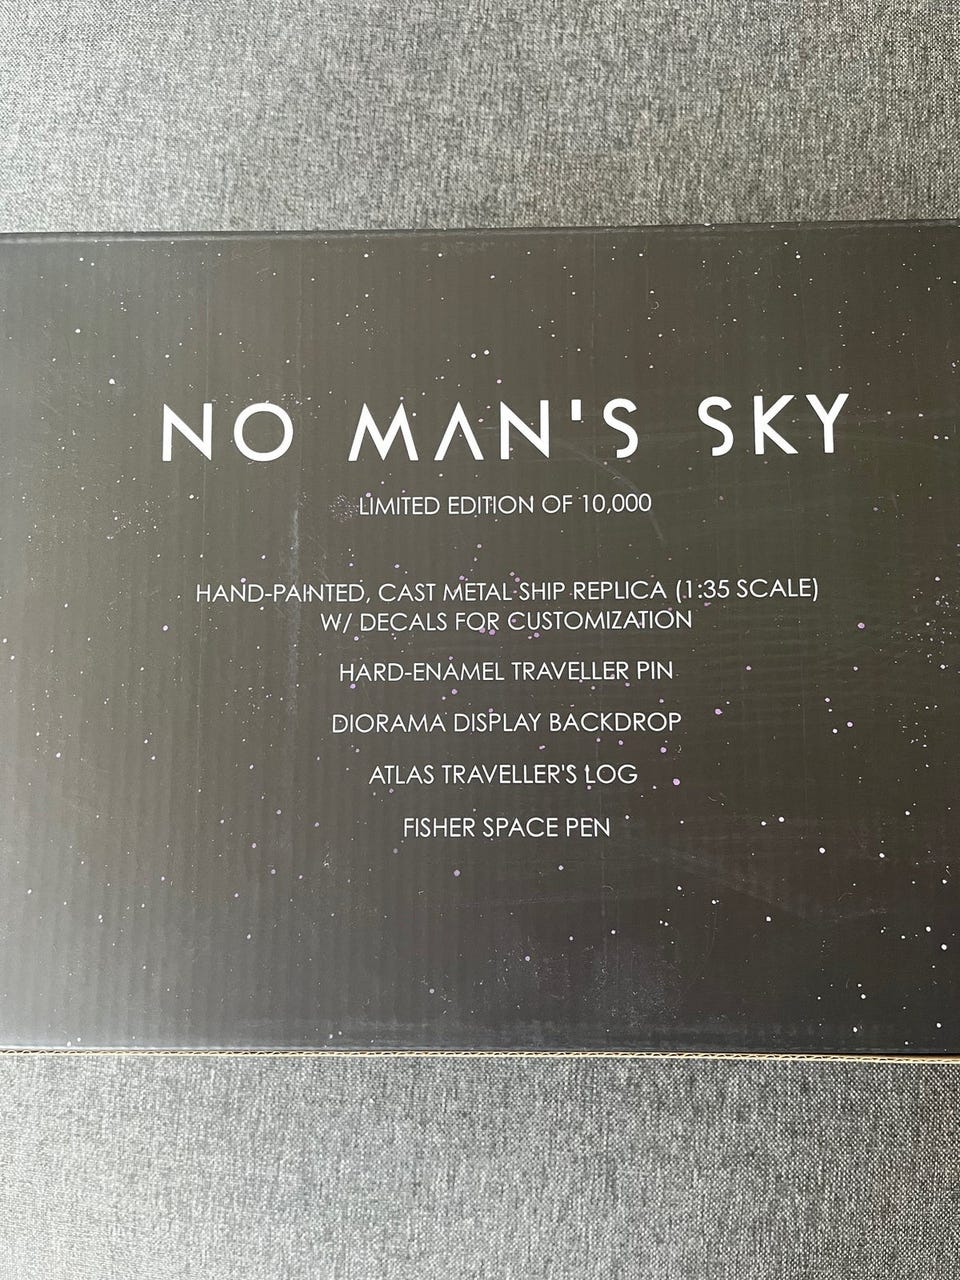 NO MAN'S SKY
LIMITED EDITION OF 10,000
HAND-PAINTED, CAST METAL SHIP REPLICA (1:35 SCALE)
W/ DECALS FOR CUSTOMIZATION
HARD-ENAMEL TRAVELLER PIN
DIORAMA DISPLAY BACKDROP
ATLAS TRAVELLER'S LOG
FISHER SPACE PEN